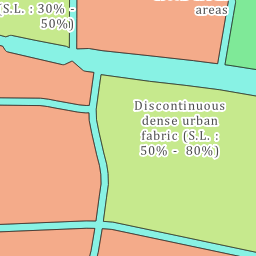 (S.L. : 30% -
50%)
areas
Discontinuous
dense urban
fabric (S.L. :
50% -  80%)